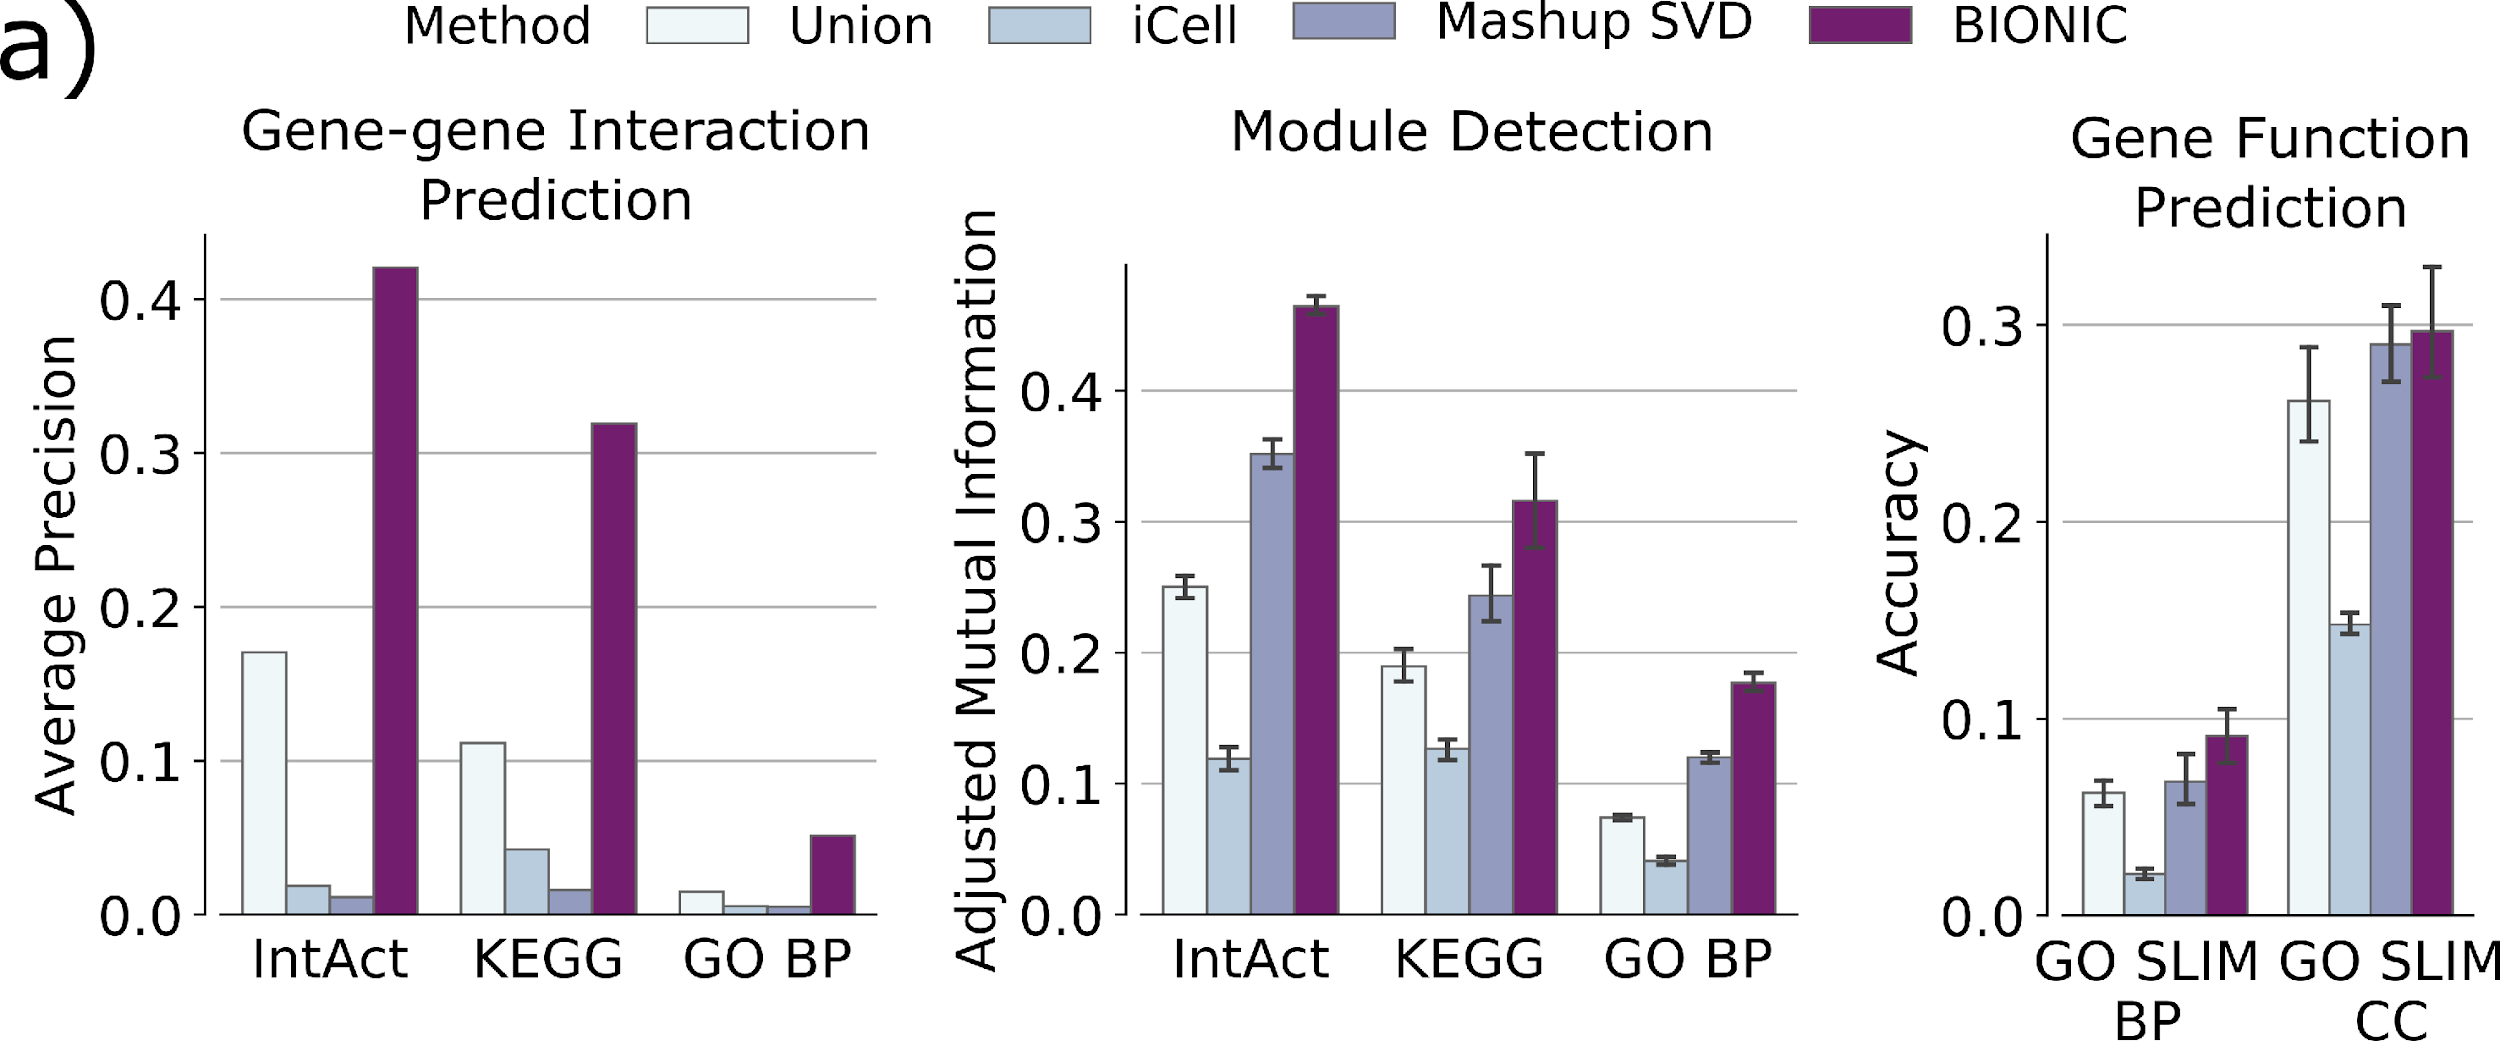 a)
Method Union iCell Mashup SVD BIONIC
Gene-gene Interaction
Prediction
Average Precision
0.4
0.3
0.2
0.1
0.0
IntAct KEGG GO BP
Module Detection
Adjusted Mutual Information
0.4
0.3
0.2
0.1
0.0
IntAct KEGG GO BP
Gene Function
Prediction
Accuracy
0.3
0.2
0.1
0.0
GO SLIM
BP
GO SLIM
CC